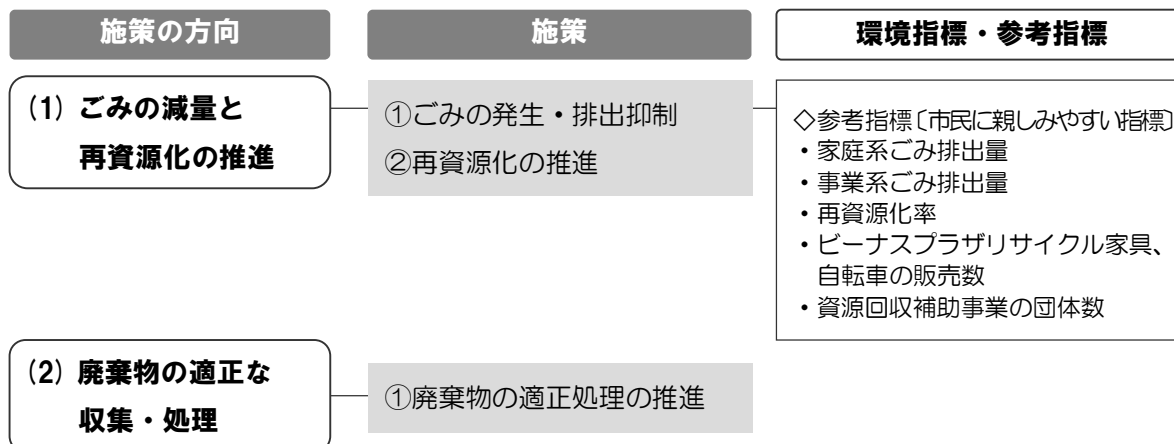 施策の方向
施策
環境指標・参考指標
(1) ごみの減量と
再資源化の推進
①ごみの発生・排出抑制
②再資源化の推進
◇参考指標〔市民に親しみやすい指標〕
・家庭系ごみ排出量
・事業系ごみ排出量
・再資源化率
・ビーナスプラザリサイクル家具、
自転車の販売数
・資源回収補助事業の団体数
(2) 廃棄物の適正な
収集・処理
①廃棄物の適正処理の推進